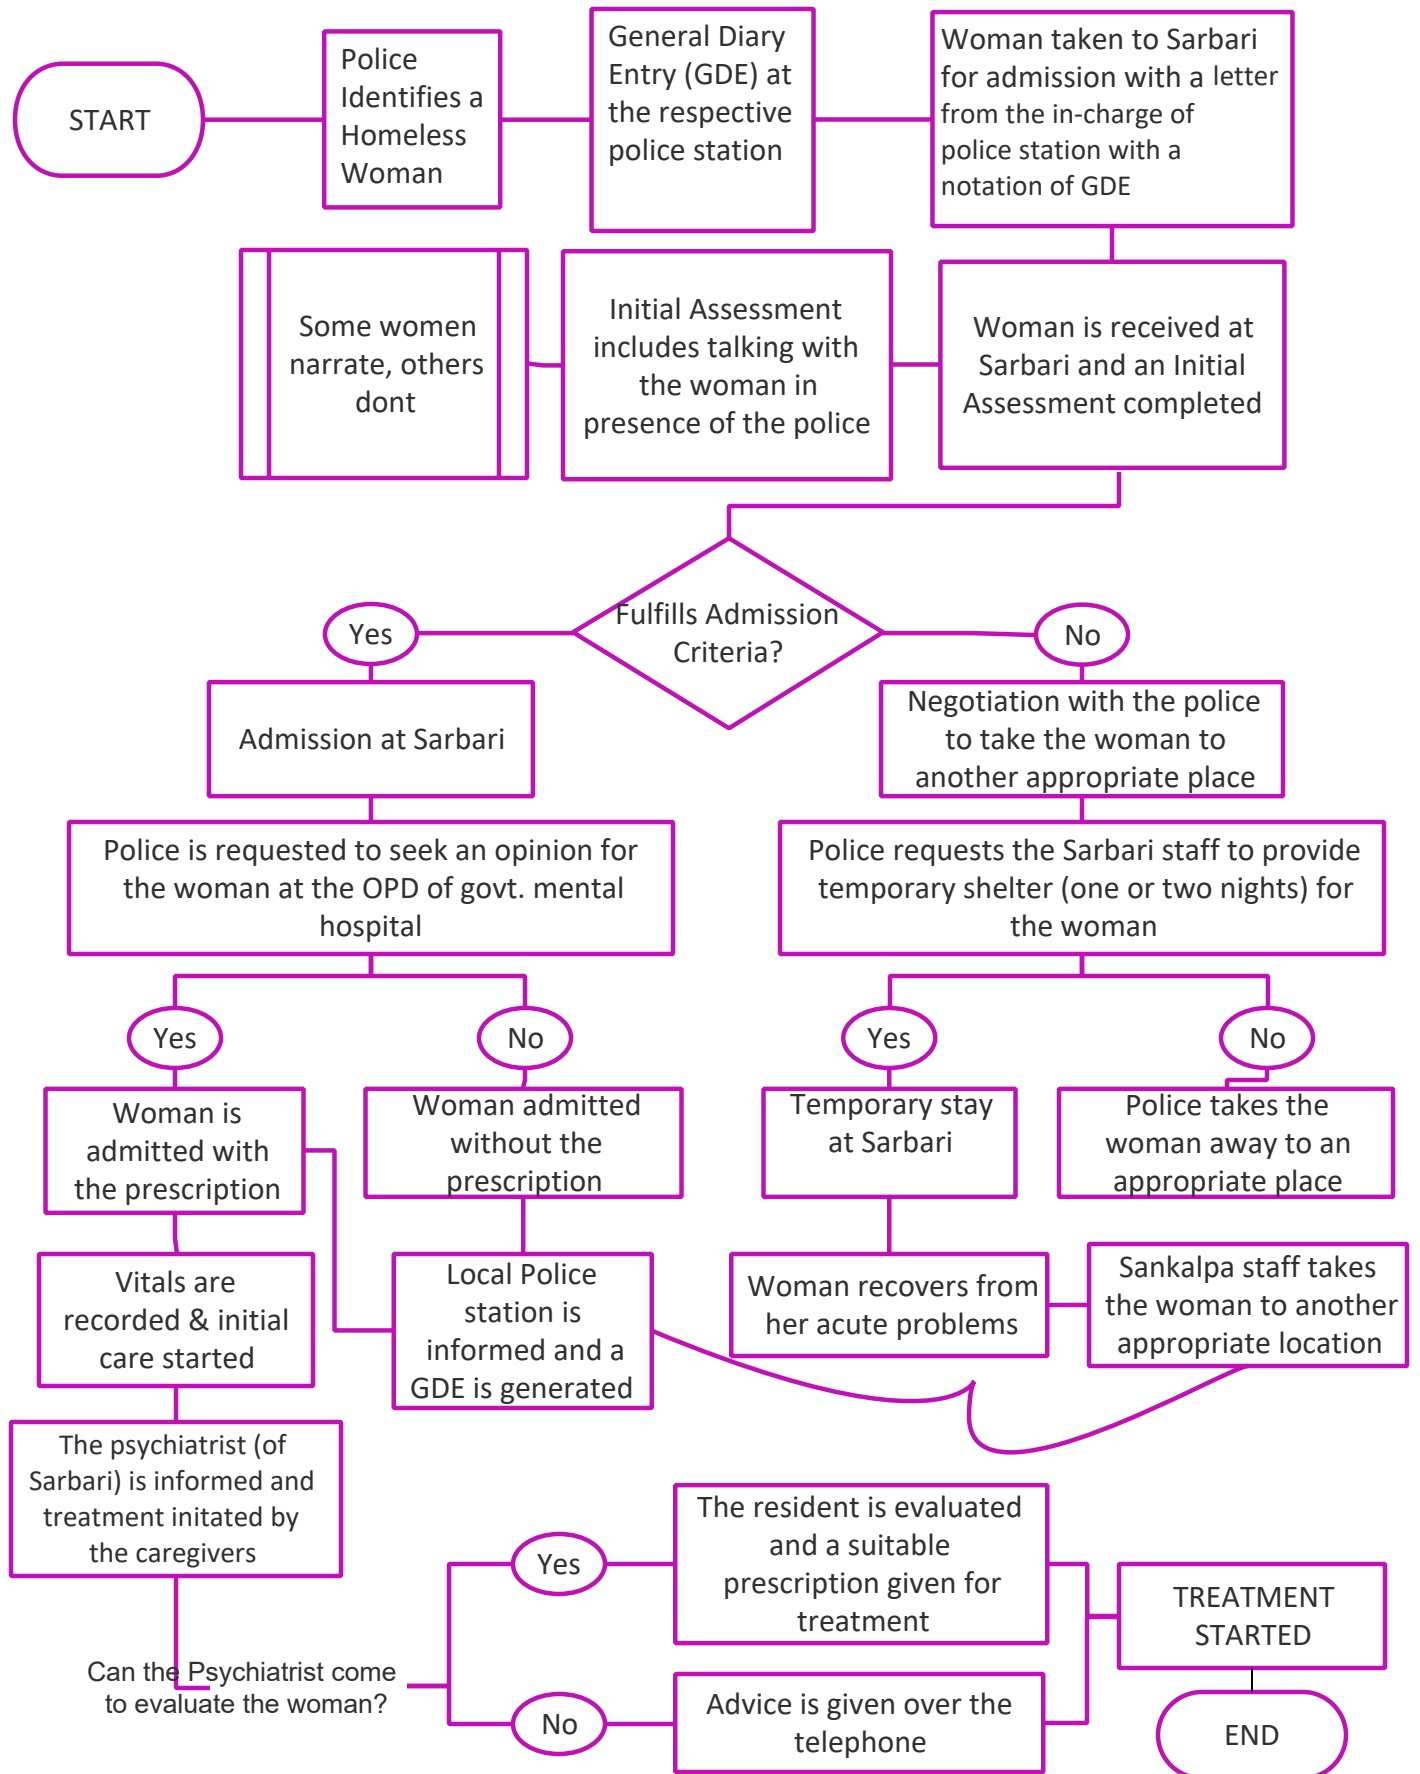 START
Police
Identifies a
Homeless
Woman
General Diary
Entry (GDE) at
the respective
police station
Woman taken to Sarbari
for admission with a letter
from the in-charge of
police station with a
notation of GDE
Some women
narrate, others
dont
Initial Assessment
includes talking with
the woman in
presence of the police
Woman is received at
Sarbari and an Initial
Assessment completed
Fulfills Admission
Criteria?
Yes
No
Admission at Sarbari
Negotiation with the police
to take the woman to
another appropriate place
Police is requested to seek an opinion for
the woman at the OPD of govt. mental
hospital
Police requests the Sarbari staff to provide
temporary shelter (one or two nights) for
the woman
Yes
No
Yes
No
Woman is
admitted with
the prescription
Woman admitted
without the
prescription
Temporary stay
at Sarbari
Police takes the
woman away to an
appropriate place
Vitals are
recorded & initial
care started
Local Police
station is
informed and a
GDE is generated
Woman recovers from
her acute problems
Sankalpa staff takes
the woman to another
appropriate location
The psychiatrist (of
Sarbari) is informed and
treatment initated by
the caregivers
Can the Psychiatrist come
to evaluate the woman?
Yes
The resident is evaluated
and a suitable
prescription given for
treatment
No
Advice is given over the
telephone
TREATMENT
STARTED
END